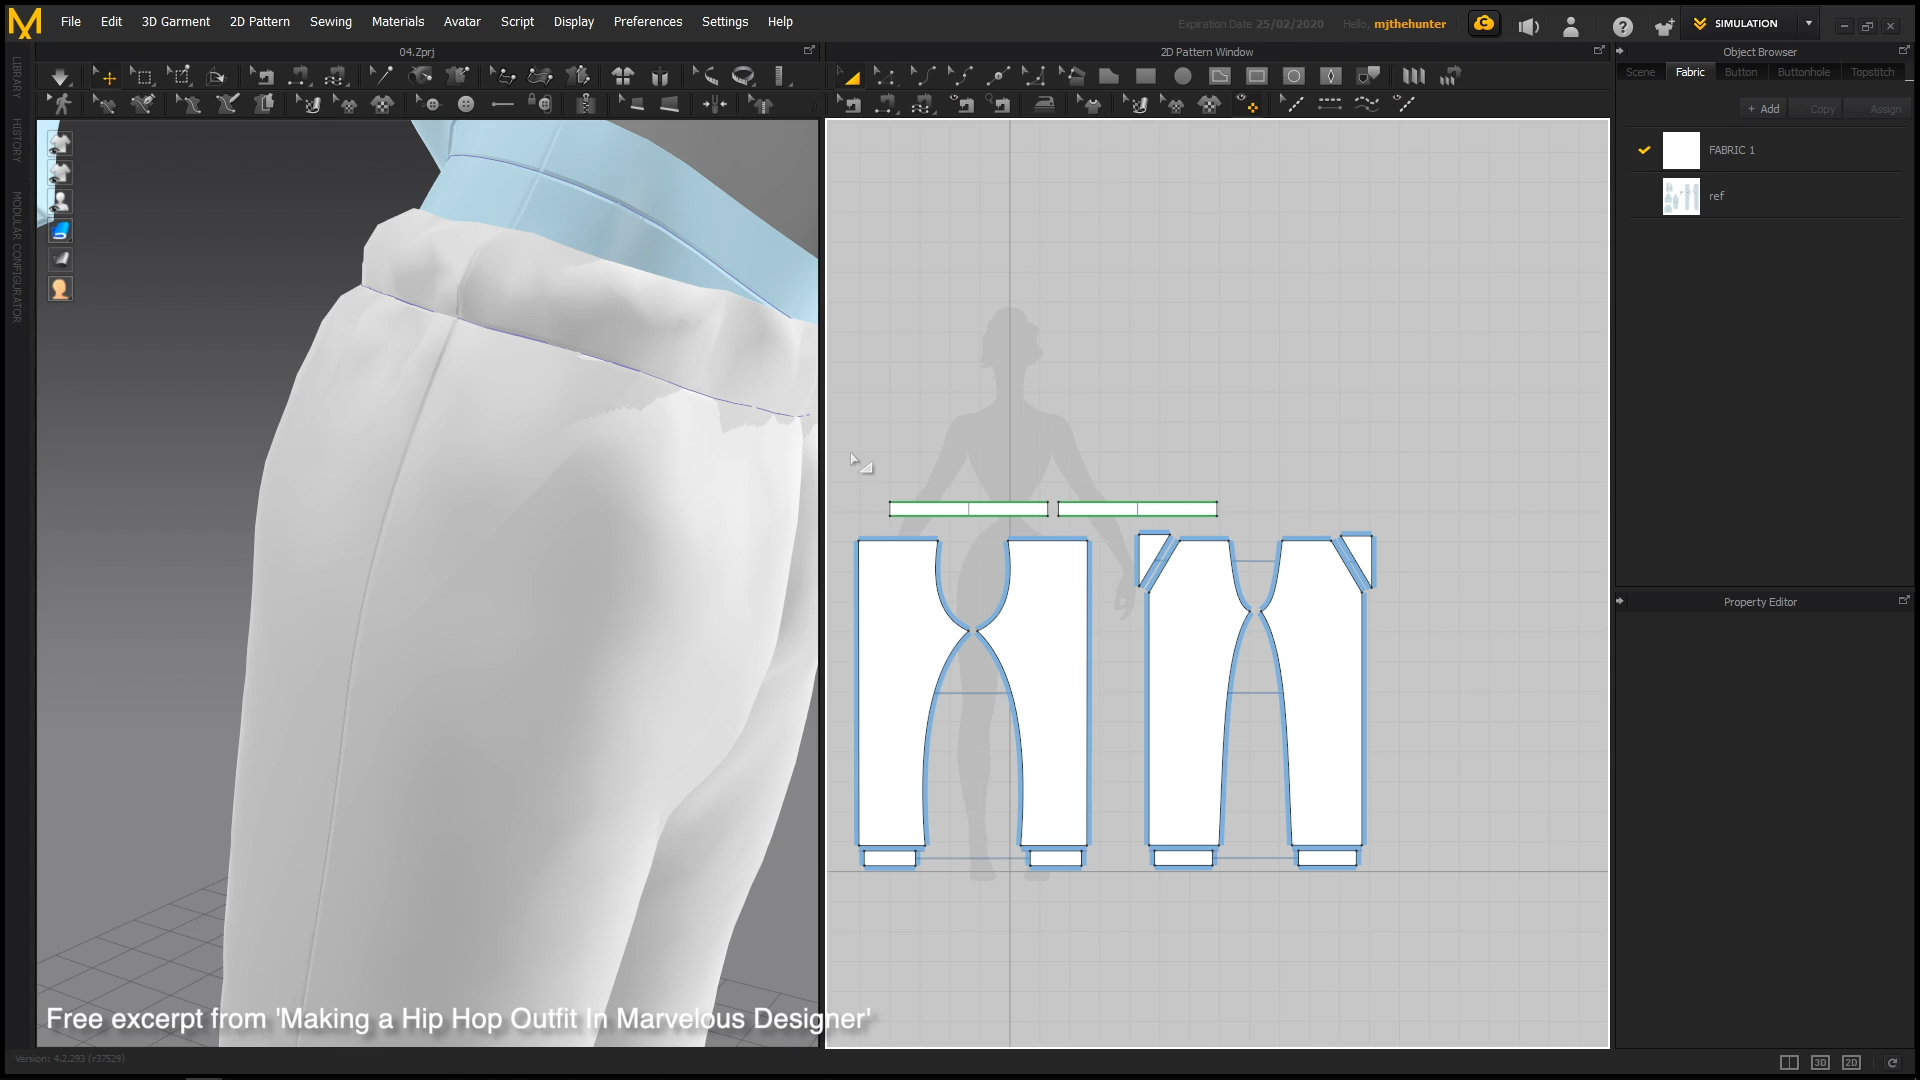 File Edit 3D Garment 2D Pattern Sewing Materials Avatar Script Display Preferences Settings Help
Expiration Date 25/02/2020 Hello, mjthehunter
SIMULATION
04.Zprj
2D Pattern Window
Object Browser
Scene Fabric Button Buttonhole Topstitch
+ Add Copy Assign
FABRIC 1
ref
LIBRARY
HISTORY
MODULAR CONFIGURATOR
Property Editor
Free excerpt from 'Making a Hip Hop Outfit In Marvelous Designer'
Version: 4.2.293 (r37529)
3D 2D